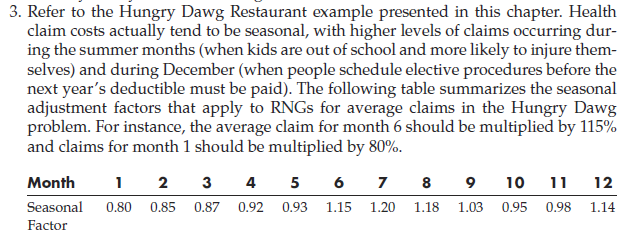 3. Refer to the Hungry Dawg Restaurant example presented in this chapter. Health
claim costs actually tend to be seasonal, with higher levels of claims occurring dur-
ing the summer months (when kids are out of school and more likely to injure them-
selves) and during December (when people schedule elective procedures before the
next year's deductible must be paid). The following table summarizes the seasonal
adjustment factors that apply to RNGs for average claims in the Hungry Dawg
problem. For instance, the average claim for month 6 should be multiplied by 115%
and claims for month 1 should be multiplied by 80%.
Month 1 2 3 4 5 6 7 8 9 10 11 12
Seasonal 0.80 0.85 0.87 0.92 0.93 1.15 1.20 1.18 1.03 0.95 0.98 1.14
Factor